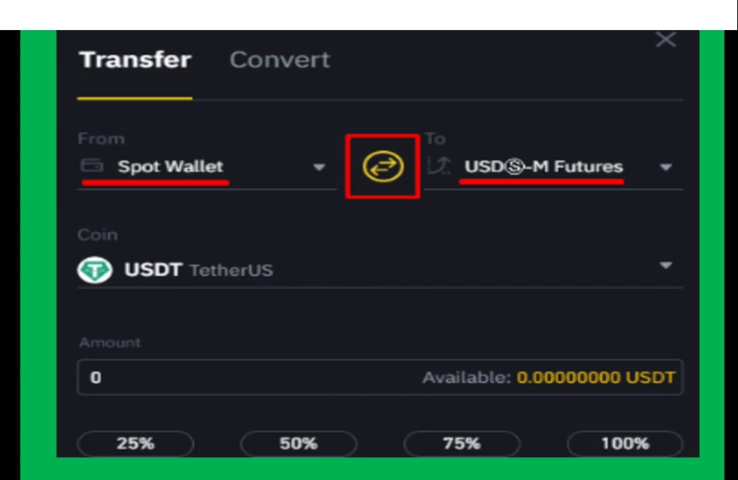 Transfer Convert
From To
Spot Wallet USDⓈ-M Futures
Coin
USDT TetherUS
Amount
0 Available: 0.00000000 USDT
25% 50% 75% 100%